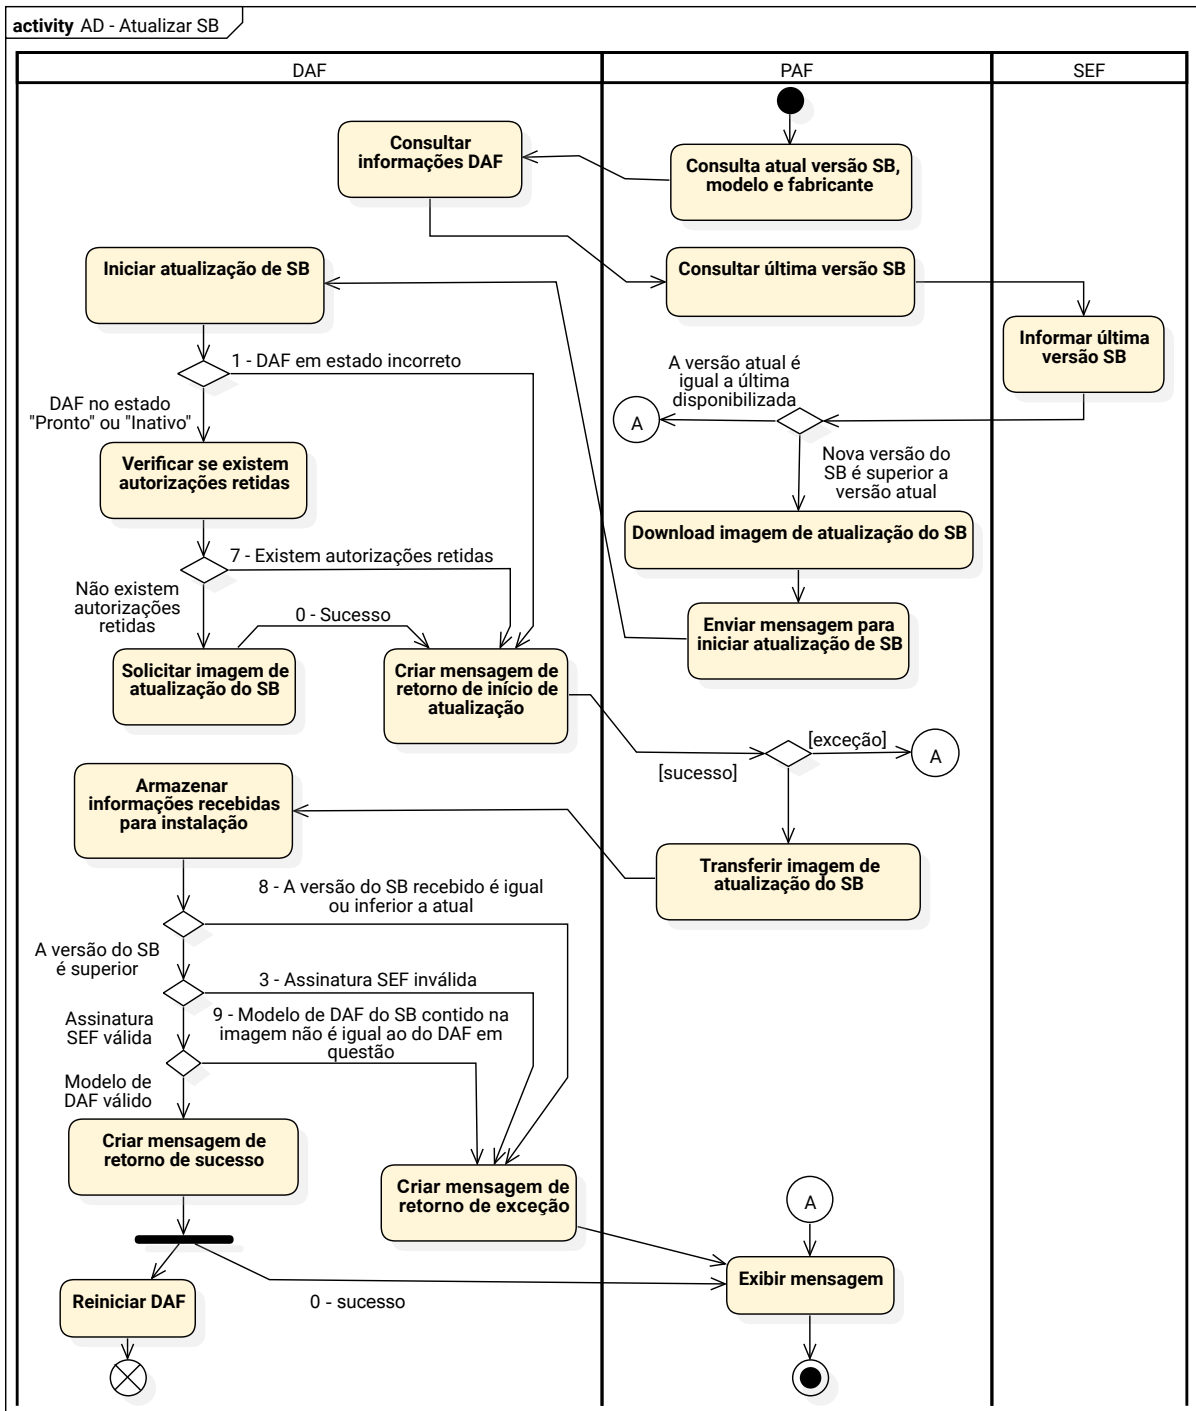 activity AD - Atualizar SB
DAF
PAF
SEF
Consultar
informações DAF
Consulta atual versão SB,
modelo e fabricante
Iniciar atualização de SB
Consultar última versão SB
Informar última
versão SB
1 - DAF em estado incorreto
A versão atual é
igual a última
disponibilizada
A
DAF no estado
"Pronto" ou "Inativo"
Verificar se existem
autorizações retidas
Nova versão do
SB é superior a
versão atual
Download imagem de atualização do SB
7 - Existem autorizações retidas
Não existem
autorizações
retidas
0 - Sucesso
Enviar mensagem para
iniciar atualização de SB
Solicitar imagem de
atualização do SB
Criar mensagem de
retorno de início de
atualização
[exceção]
A
[sucesso]
Armazenar
informações recebidas
para instalação
Transferir imagem de
atualização do SB
8 - A versão do SB recebido é igual
ou inferior a atual
A versão do SB
é superior
3 - Assinatura SEF inválida
Assinatura
SEF válida
9 - Modelo de DAF do SB contido na
imagem não é igual ao do DAF em
questão
Modelo de
DAF válido
Criar mensagem de
retorno de sucesso
Criar mensagem de
retorno de exceção
A
Exibir mensagem
Reiniciar DAF
0 - sucesso